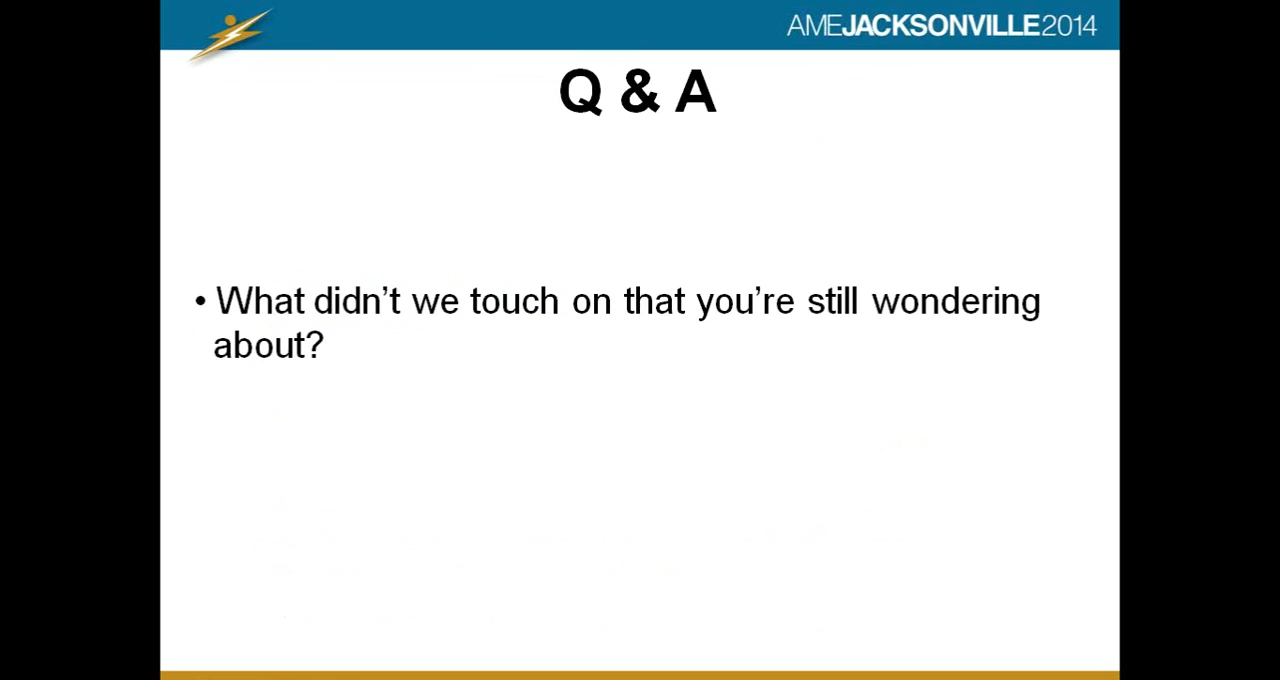 AMEJACKSONVILLE2014
Q & A
• What didn’t we touch on that you’re still wondering
about?